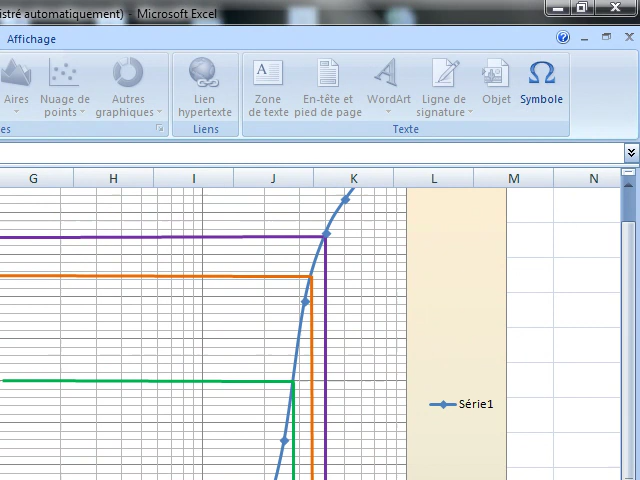 istré automatiquement) - Microsoft Excel
Affichage
Aires
Nuage de points
Autres graphiques
Lien hypertexte
Zone de texte
En-tête et pied de page
WordArt
Ligne de signature
Objet
Symbole
es
Liens
Texte
G H I J K L M N
Série1